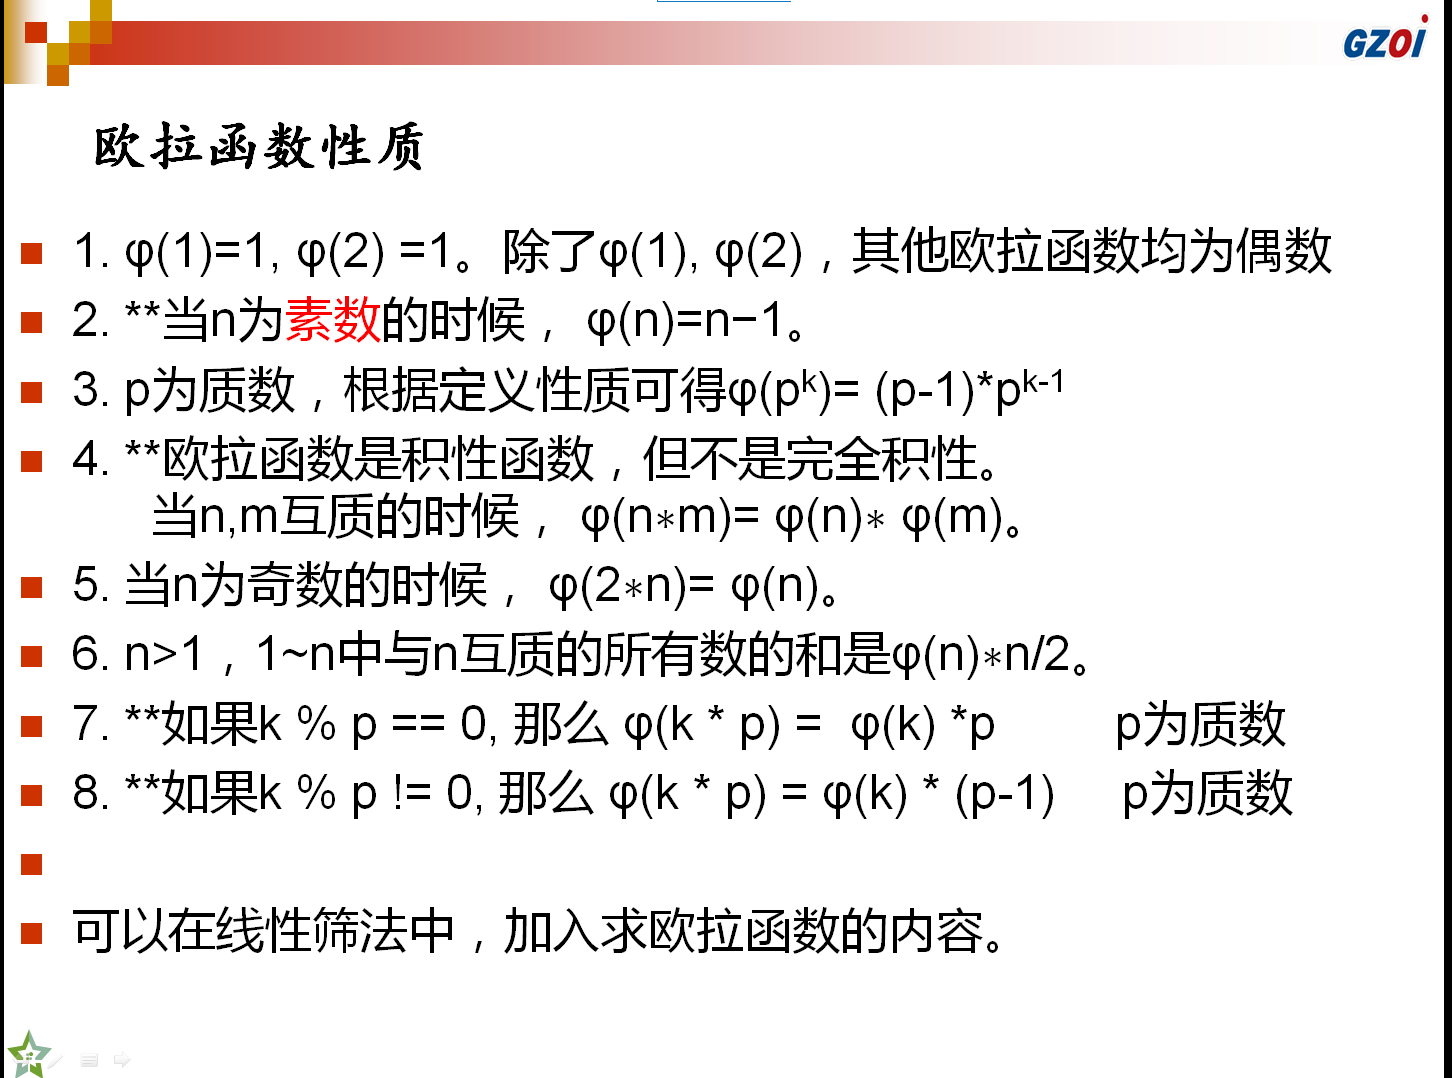 GZOI
欧拉函数性质
1. φ(1)=1, φ(2) =1。除了φ(1), φ(2)，其他欧拉函数均为偶数
2. **当n为素数的时候， φ(n)=n−1。
3. p为质数，根据定义性质可得φ(pᵏ)= (p-1)*pᵏ⁻¹
4. **欧拉函数是积性函数，但不是完全积性。
当n,m互质的时候， φ(n∗m)= φ(n)∗ φ(m)。
5. 当n为奇数的时候， φ(2∗n)= φ(n)。
6. n>1，1~n中与n互质的所有数的和是φ(n)∗n/2。
7. **如果k % p == 0, 那么 φ(k * p) = φ(k) *p p为质数
8. **如果k % p != 0, 那么 φ(k * p) = φ(k) * (p-1) p为质数
可以在线性筛法中，加入求欧拉函数的内容。